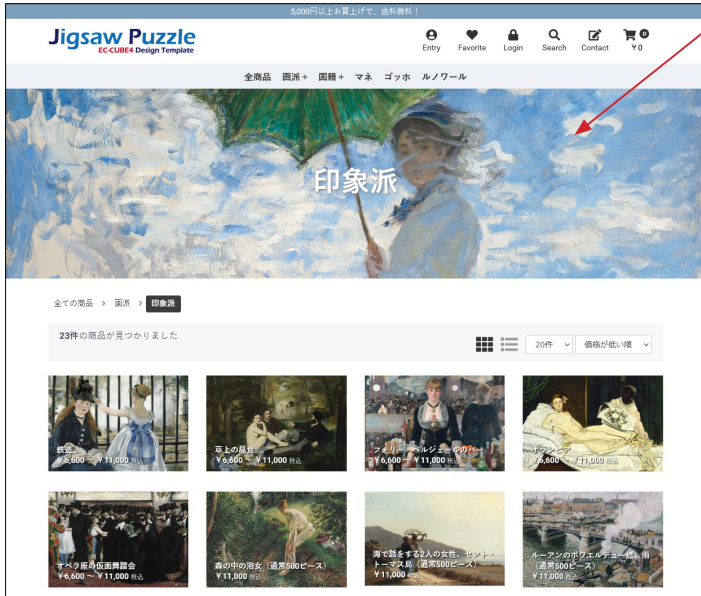 5,000円以上お買上げで、送料無料！
Jigsaw Puzzle
EC-CUBE4 Design Template
Entry
Favorite
Login
Search
Contact
0
￥0
全商品 画派+ 国籍+ マネ ゴッホ ルノワール
印象派
全ての商品 > 画派 > 印象派
23件の商品が見つかりました
20件
価格が低い順
鉄道
￥6,600 ～ ￥11,000 税込
草上の昼食
￥6,600 ～ ￥11,000 税込
フォリー・ベルジェールのバー
￥6,600 ～ ￥11,000 税込
オランピア
￥6,600 ～ ￥11,000 税込
オペラ座の仮面舞踏会
￥6,600 ～ ￥11,000 税込
森の中の浴女（通常500ピース）
￥11,000 税込
海で話をする2人の女性、セント・
トーマス島（通常500ピース）
￥11,000 税込
ルーアンのボワエルデュー橋、雨
（通常500ピース）
￥11,000 税込